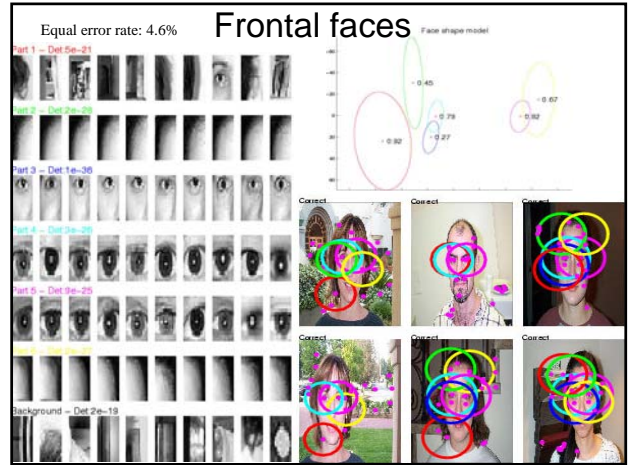 Frontal faces
Equal error rate: 4.6%
Part 1 – Det:5e-21
Part 2 – Det:2e-28
Part 3 – Det:1e-36
Part 4 – Det:3e-26
Part 5 – Det:9e-25
Background – Det:2e-19
Face shape model
0.45
0.67
0.79
0.92
0.27
0.92
Correct
Correct
Correct
Correct
Correct
Correct